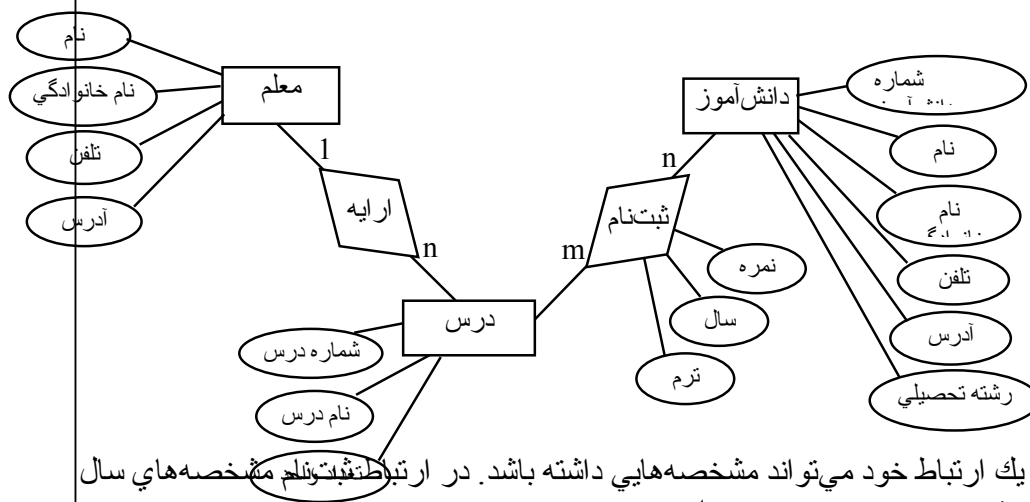 نام
نام خانوادگي
تلفن
آدرس
معلم
1
ارايه
n
درس
شماره درس
نام درس
m
n
ثبت‌نام
نمره
سال
ترم
دانش‌آموز
شماره
نام
نام
تلفن
آدرس
رشته تحصيلي
يك ارتباط خود مي‌تواند مشخصه‌هايي داشته باشد. در ارتباط ثبت‌نام مشخصه‌هاي سال